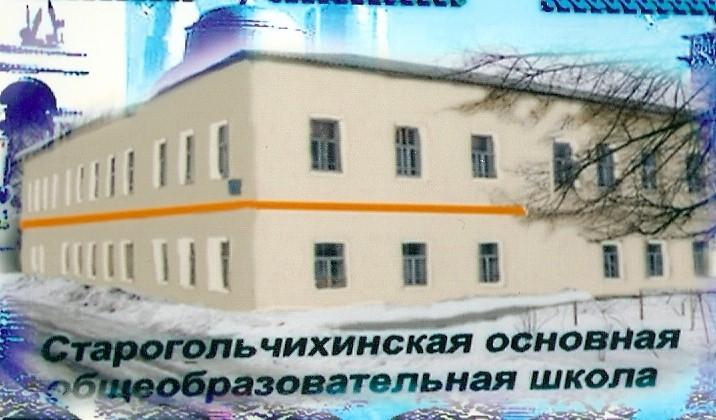 Старогольчихинская основная
общеобразовательная школа